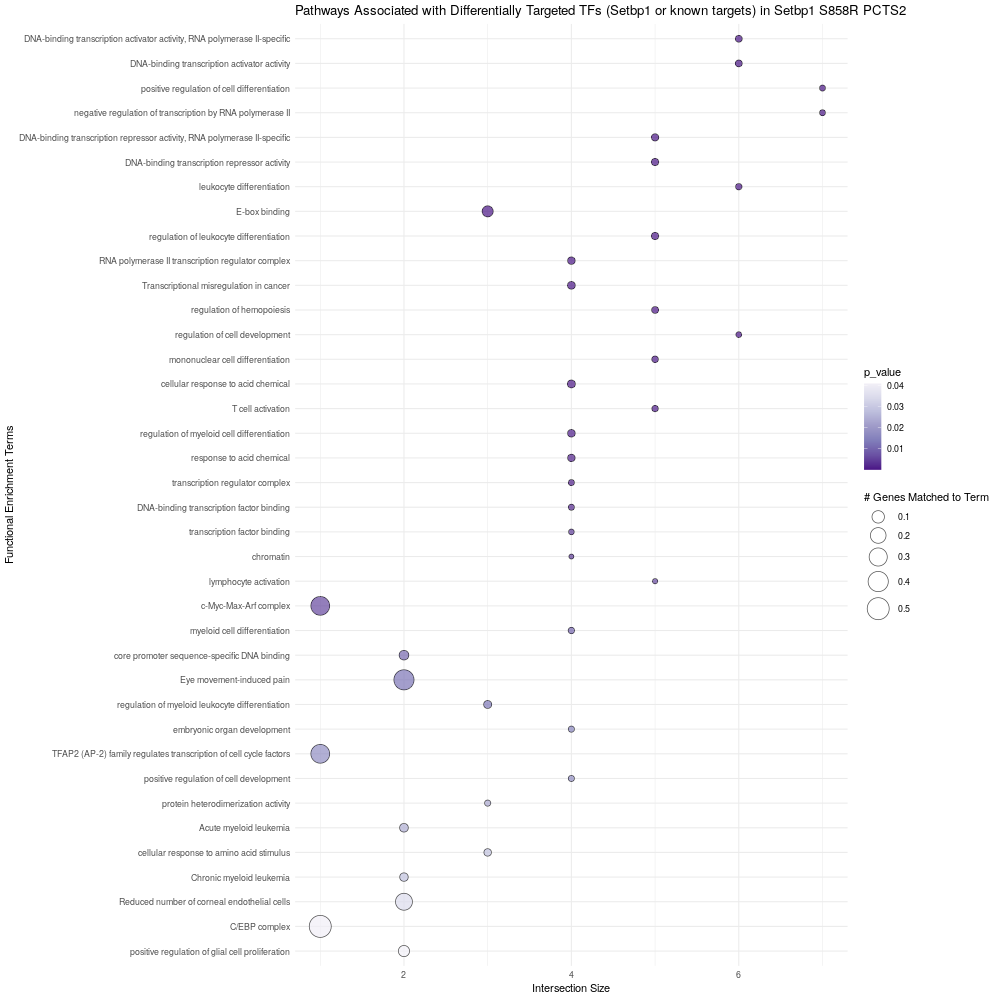 Pathways Associated with Differentially Targeted TFs (Setbp1 or known targets) in Setbp1 S858R PCTS2
DNA-binding transcription activator activity, RNA polymerase II-specific
DNA-binding transcription activator activity
positive regulation of cell differentiation
negative regulation of transcription by RNA polymerase II
DNA-binding transcription repressor activity, RNA polymerase II-specific
DNA-binding transcription repressor activity
leukocyte differentiation
E-box binding
regulation of leukocyte differentiation
RNA polymerase II transcription regulator complex
Transcriptional misregulation in cancer
regulation of hemopoiesis
regulation of cell development
mononuclear cell differentiation
cellular response to acid chemical
T cell activation
regulation of myeloid cell differentiation
response to acid chemical
transcription regulator complex
DNA-binding transcription factor binding
transcription factor binding
chromatin
lymphocyte activation
c-Myc-Max-Arf complex
myeloid cell differentiation
core promoter sequence-specific DNA binding
Eye movement-induced pain
regulation of myeloid leukocyte differentiation
embryonic organ development
TFAP2 (AP-2) family regulates transcription of cell cycle factors
positive regulation of cell development
protein heterodimerization activity
Acute myeloid leukemia
cellular response to amino acid stimulus
Chronic myeloid leukemia
Reduced number of corneal endothelial cells
C/EBP complex
positive regulation of glial cell proliferation
Functional Enrichment Terms
2
4
6
Intersection Size
p_value
0.04
0.03
0.02
0.01
# Genes Matched to Term
0.1
0.2
0.3
0.4
0.5